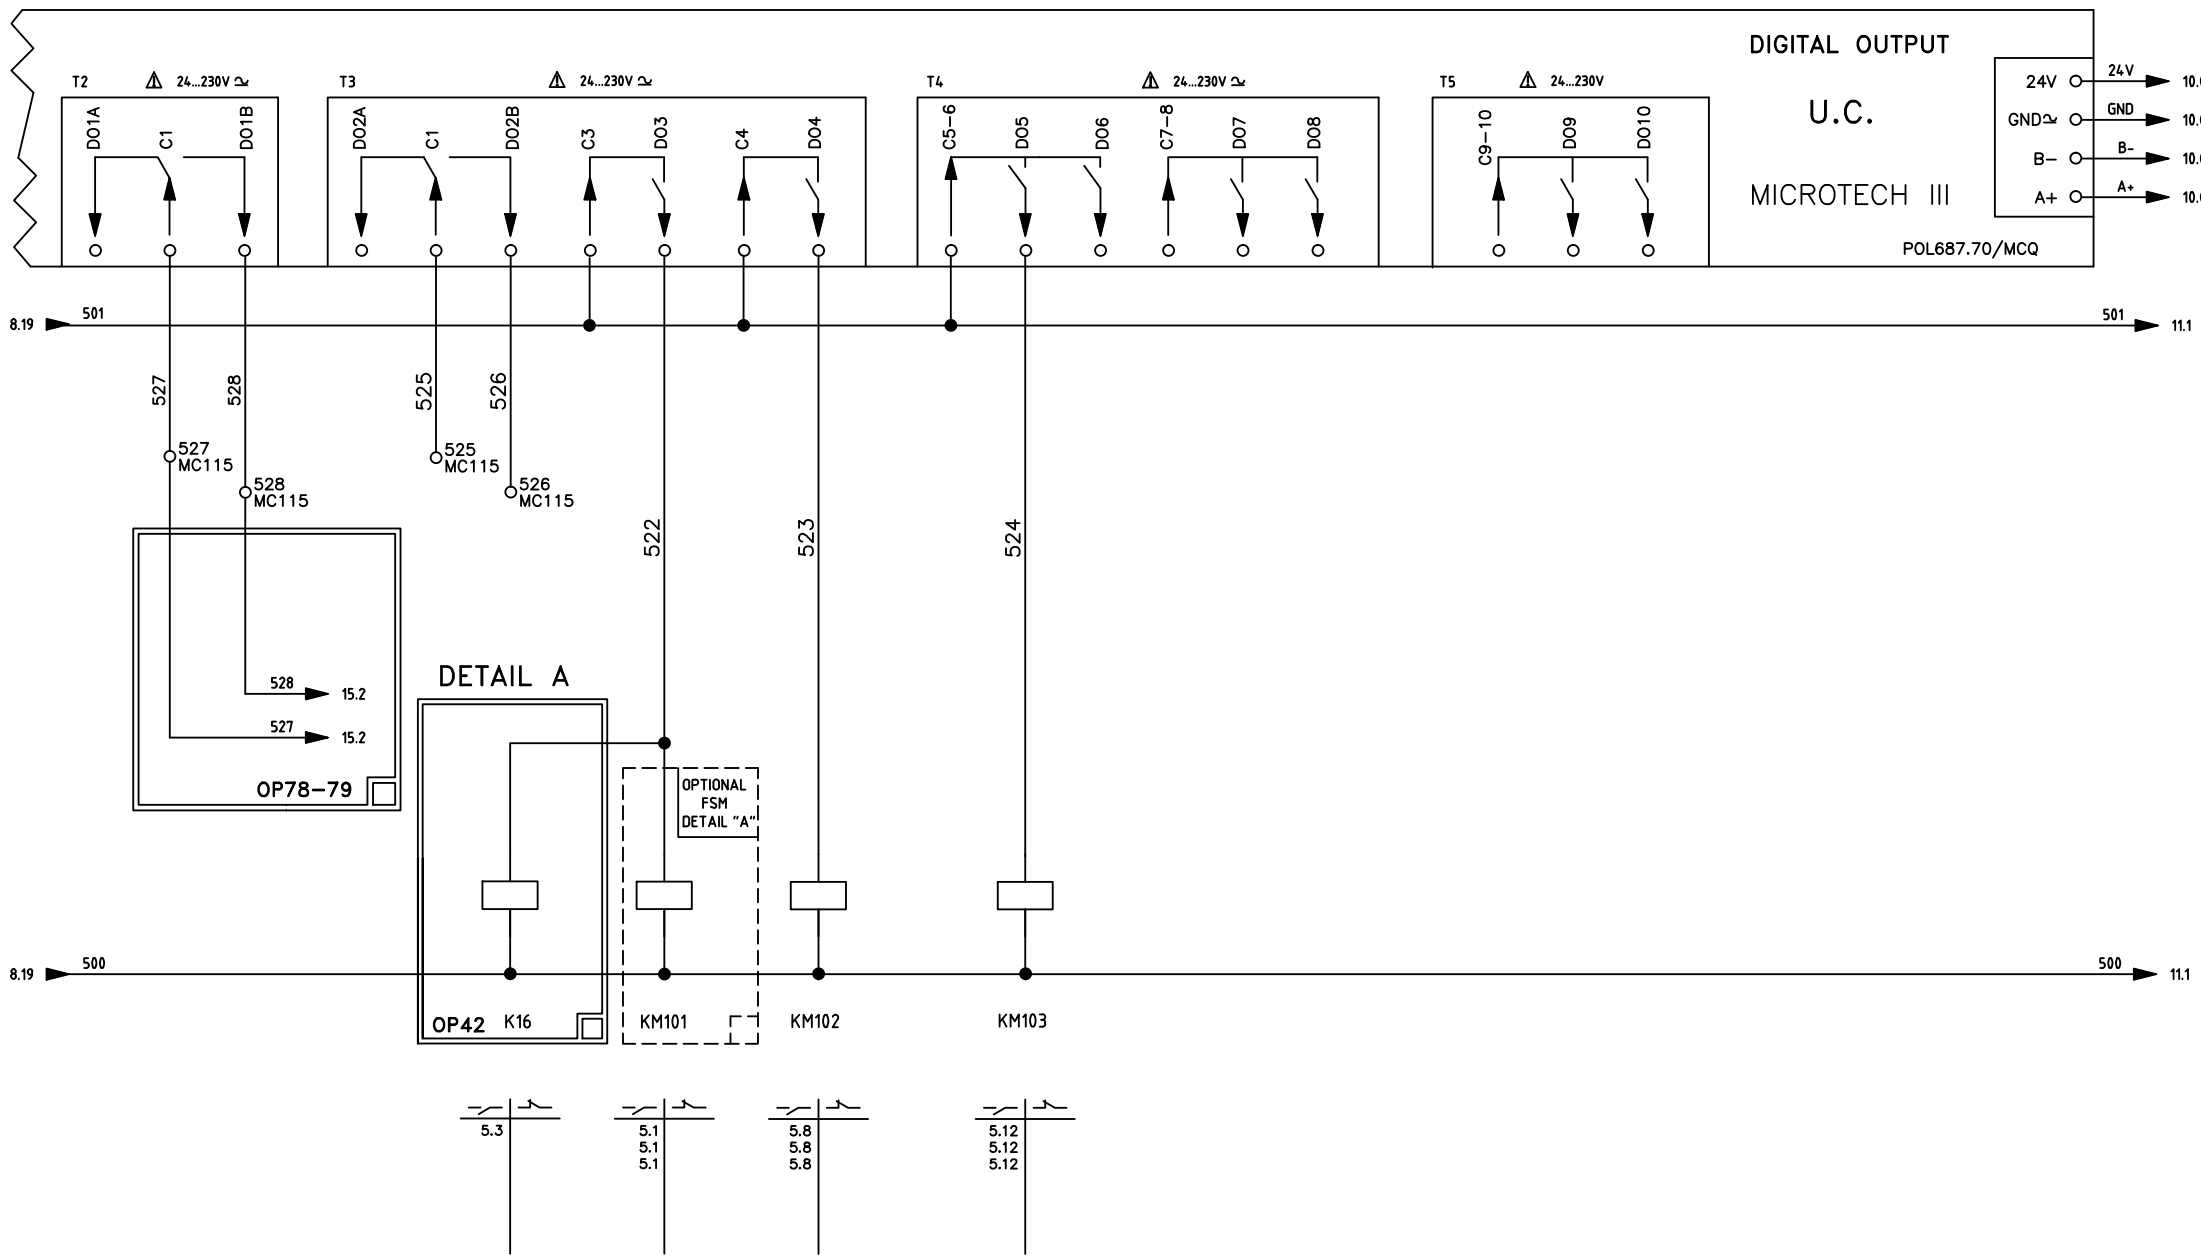 DIGITAL OUTPUT
U.C.
MICROTECH III
POL687.70/MCQ
T2
24...230V
DO1A
C1
DO1B
T3
24...230V
DO2A
C1
DO2B
C3
DO3
C4
DO4
T4
24...230V
C5-6
DO5
DO6
C7-8
DO7
DO8
T5
24...230V
C9-10
DO9
DO10
24V
24V
GND
GND
B-
B-
A+
A+
8.19
501
501
11.1
527
528
525
526
527
MC115
528
MC115
525
MC115
526
MC115
522
523
524
528
15.2
527
15.2
OP78-79
DETAIL A
OPTIONAL
FSM
DETAIL "A"
8.19
500
500
11.1
OP42
K16
KM101
KM102
KM103
5.3
5.1
5.1
5.1
5.8
5.8
5.8
5.12
5.12
5.12